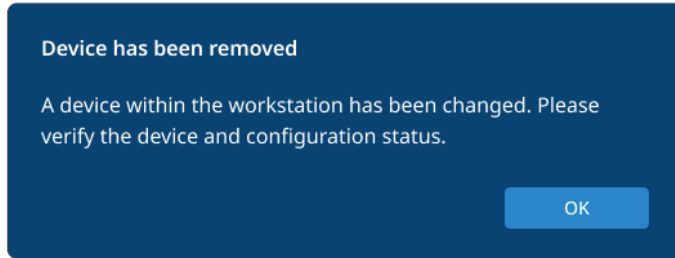 Device has been removed
A device within the workstation has been changed. Please
verify the device and configuration status.
OK